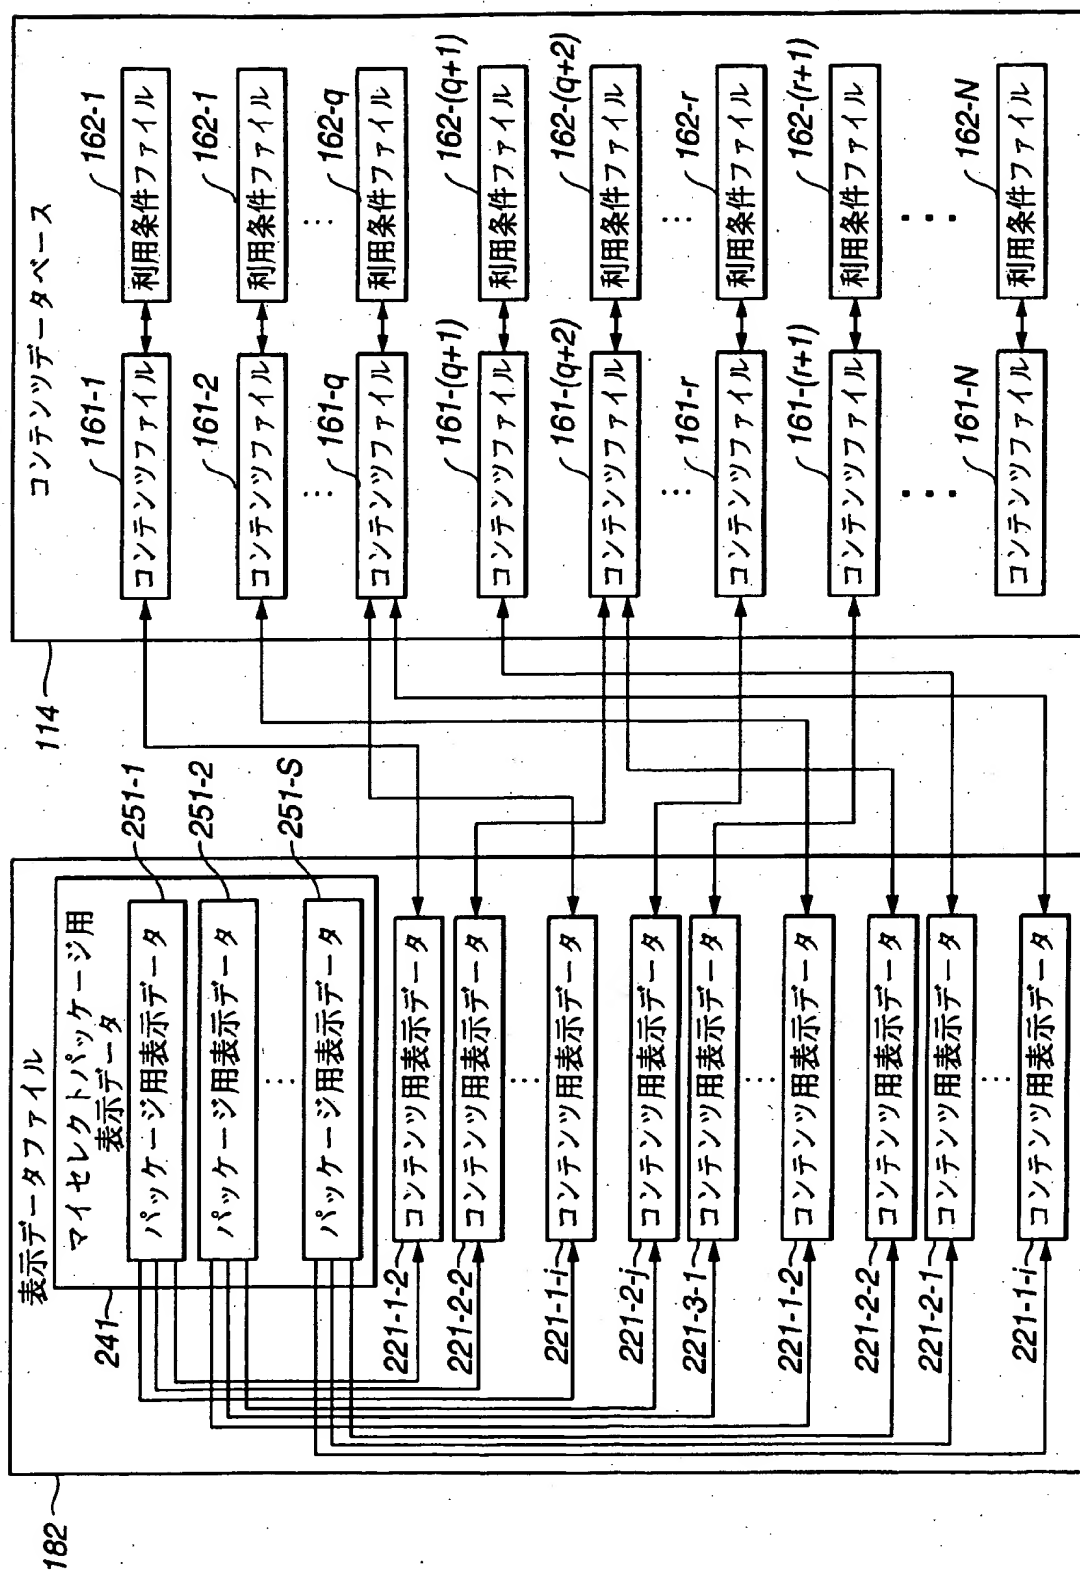 182
表示データファイル
マイセレクトパッケージ用
表示データ
241
パッケージ用表示データ
251-1
パッケージ用表示データ
251-2
⋮
パッケージ用表示データ
251-S
221-1-2
コンテンツ用表示データ
221-2-2
コンテンツ用表示データ
⋮
221-1-i
コンテンツ用表示データ
221-2-j
コンテンツ用表示データ
221-3-1
コンテンツ用表示データ
⋮
221-1-2
コンテンツ用表示データ
221-2-2
コンテンツ用表示データ
221-2-1
コンテンツ用表示データ
⋮
221-1-i
コンテンツ用表示データ
114
コンテンツデータベース
161-1
コンテンツファイル
162-1
利用条件ファイル
161-2
コンテンツファイル
162-1
利用条件ファイル
⋮
⋮
161-q
コンテンツファイル
162-q
利用条件ファイル
161-(q+1)
コンテンツファイル
162-(q+1)
利用条件ファイル
161-(q+2)
コンテンツファイル
162-(q+2)
利用条件ファイル
⋮
⋮
161-r
コンテンツファイル
162-r
利用条件ファイル
161-(r+1)
コンテンツファイル
162-(r+1)
利用条件ファイル
⋮
⋮
161-N
コンテンツファイル
162-N
利用条件ファイル